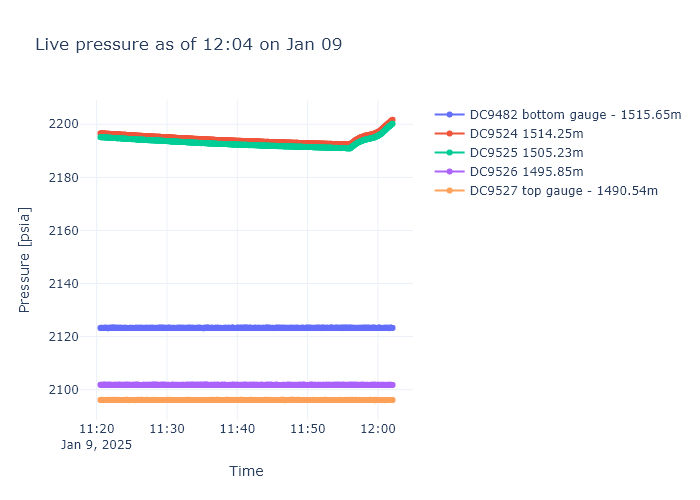 Live pressure as of 12:04 on Jan 09
DC9482 bottom gauge - 1515.65m
DC9524 1514.25m
DC9525 1505.23m
DC9526 1495.85m
DC9527 top gauge - 1490.54m
Pressure [psia]
2200
2180
2160
2140
2120
2100
11:20 11:30 11:40 11:50 12:00
Jan 9, 2025
Time